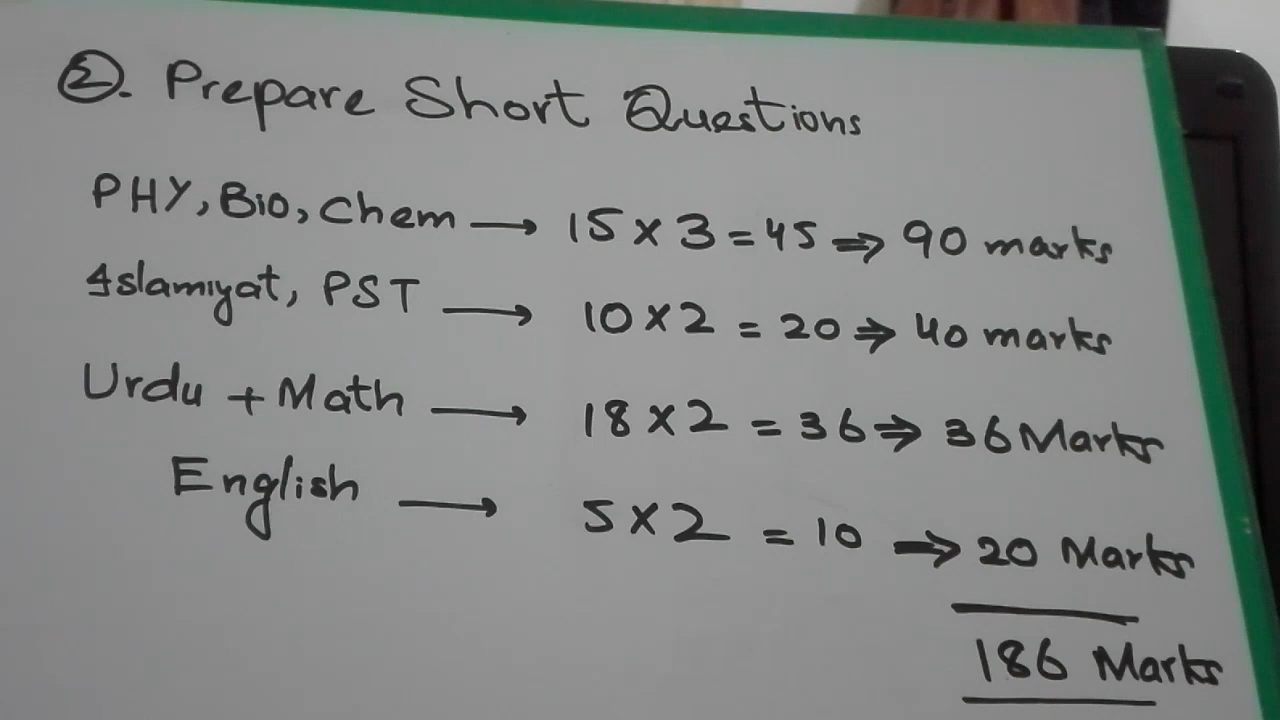 ②. Prepare Short Questions
PHY, Bio, Chem → 15 × 3 = 45 ⇒ 90 marks
Islamiyat, PST → 10 × 2 = 20 ⇒ 40 marks
Urdu + Math → 18 × 2 = 36 ⇒ 36 Marks
English → 5 × 2 = 10 ⇒ 20 Marks
186 Marks